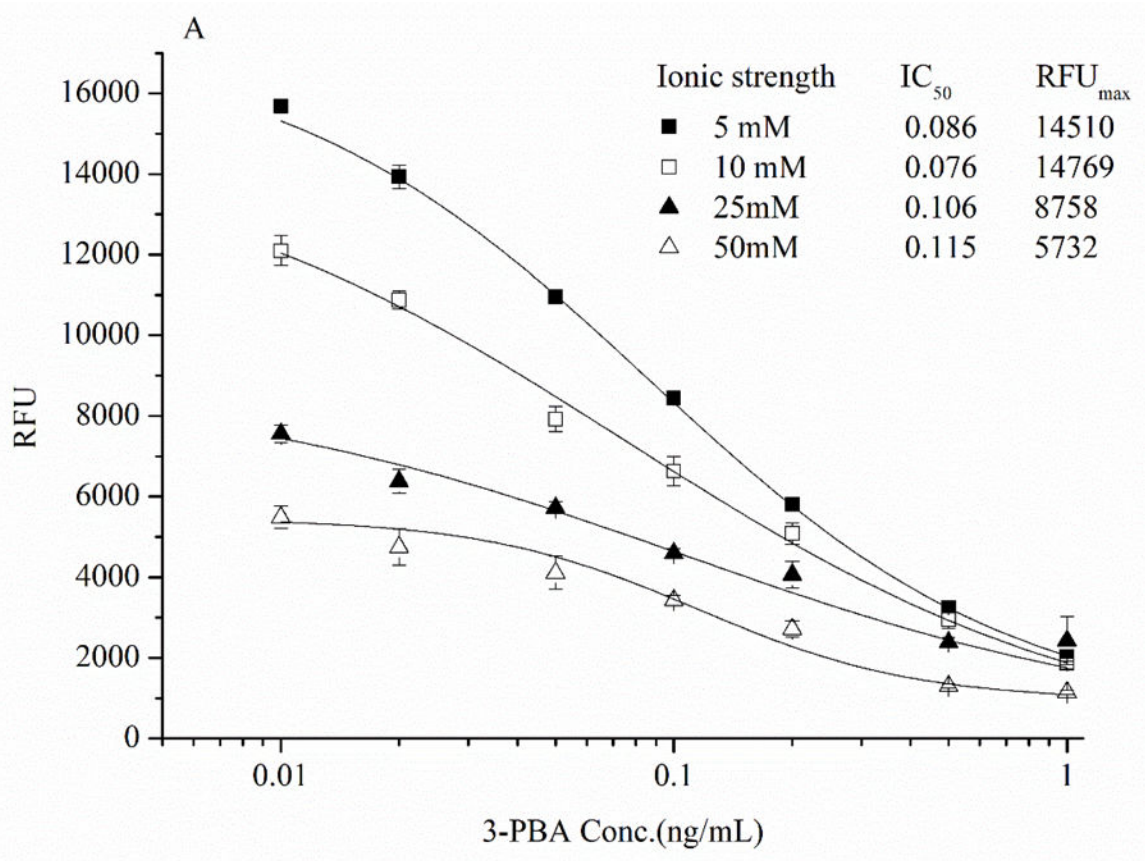 A
Ionic strength IC50 RFUmax
5 mM 0.086 14510
10 mM 0.076 14769
25mM 0.106 8758
50mM 0.115 5732
16000
14000
12000
10000
8000
6000
4000
2000
0
RFU
0.01 0.1 1
3-PBA Conc.(ng/mL)